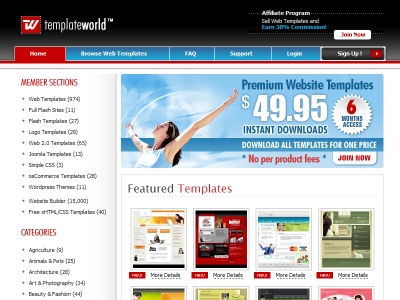 templateworld™
Affiliate Program
Sell Web Templates and
Earn 30% Commission!
Join Now
Home
Browse Web Templates
FAQ
Support
Login
Sign Up !
MEMBER SECTIONS
Web Templates (974)
Full Flash Sites (11)
Flash Templates (27)
Logo Templates (29)
Web 2.0 Templates (65)
Joomla Templates (13)
Simple CSS (3)
osCommerce Templates (28)
Wordpress Themes (11)
Website Builder (15,000)
Free xHTML/CSS Templates (40)
CATEGORIES
Agriculture (9)
Animals & Pets (25)
Architecture (28)
Art & Photography (34)
Beauty & Fashion (44)
Premium Website Templates
$49.95
INSTANT DOWNLOADS
6
MONTHS
ACCESS
DOWNLOAD ALL TEMPLATES FOR ONE PRICE
* No per product fees *
JOIN NOW
Featured Templates
NEW!
More Details
NEW!
More Details
NEW!
More Details
NEW!
More Details